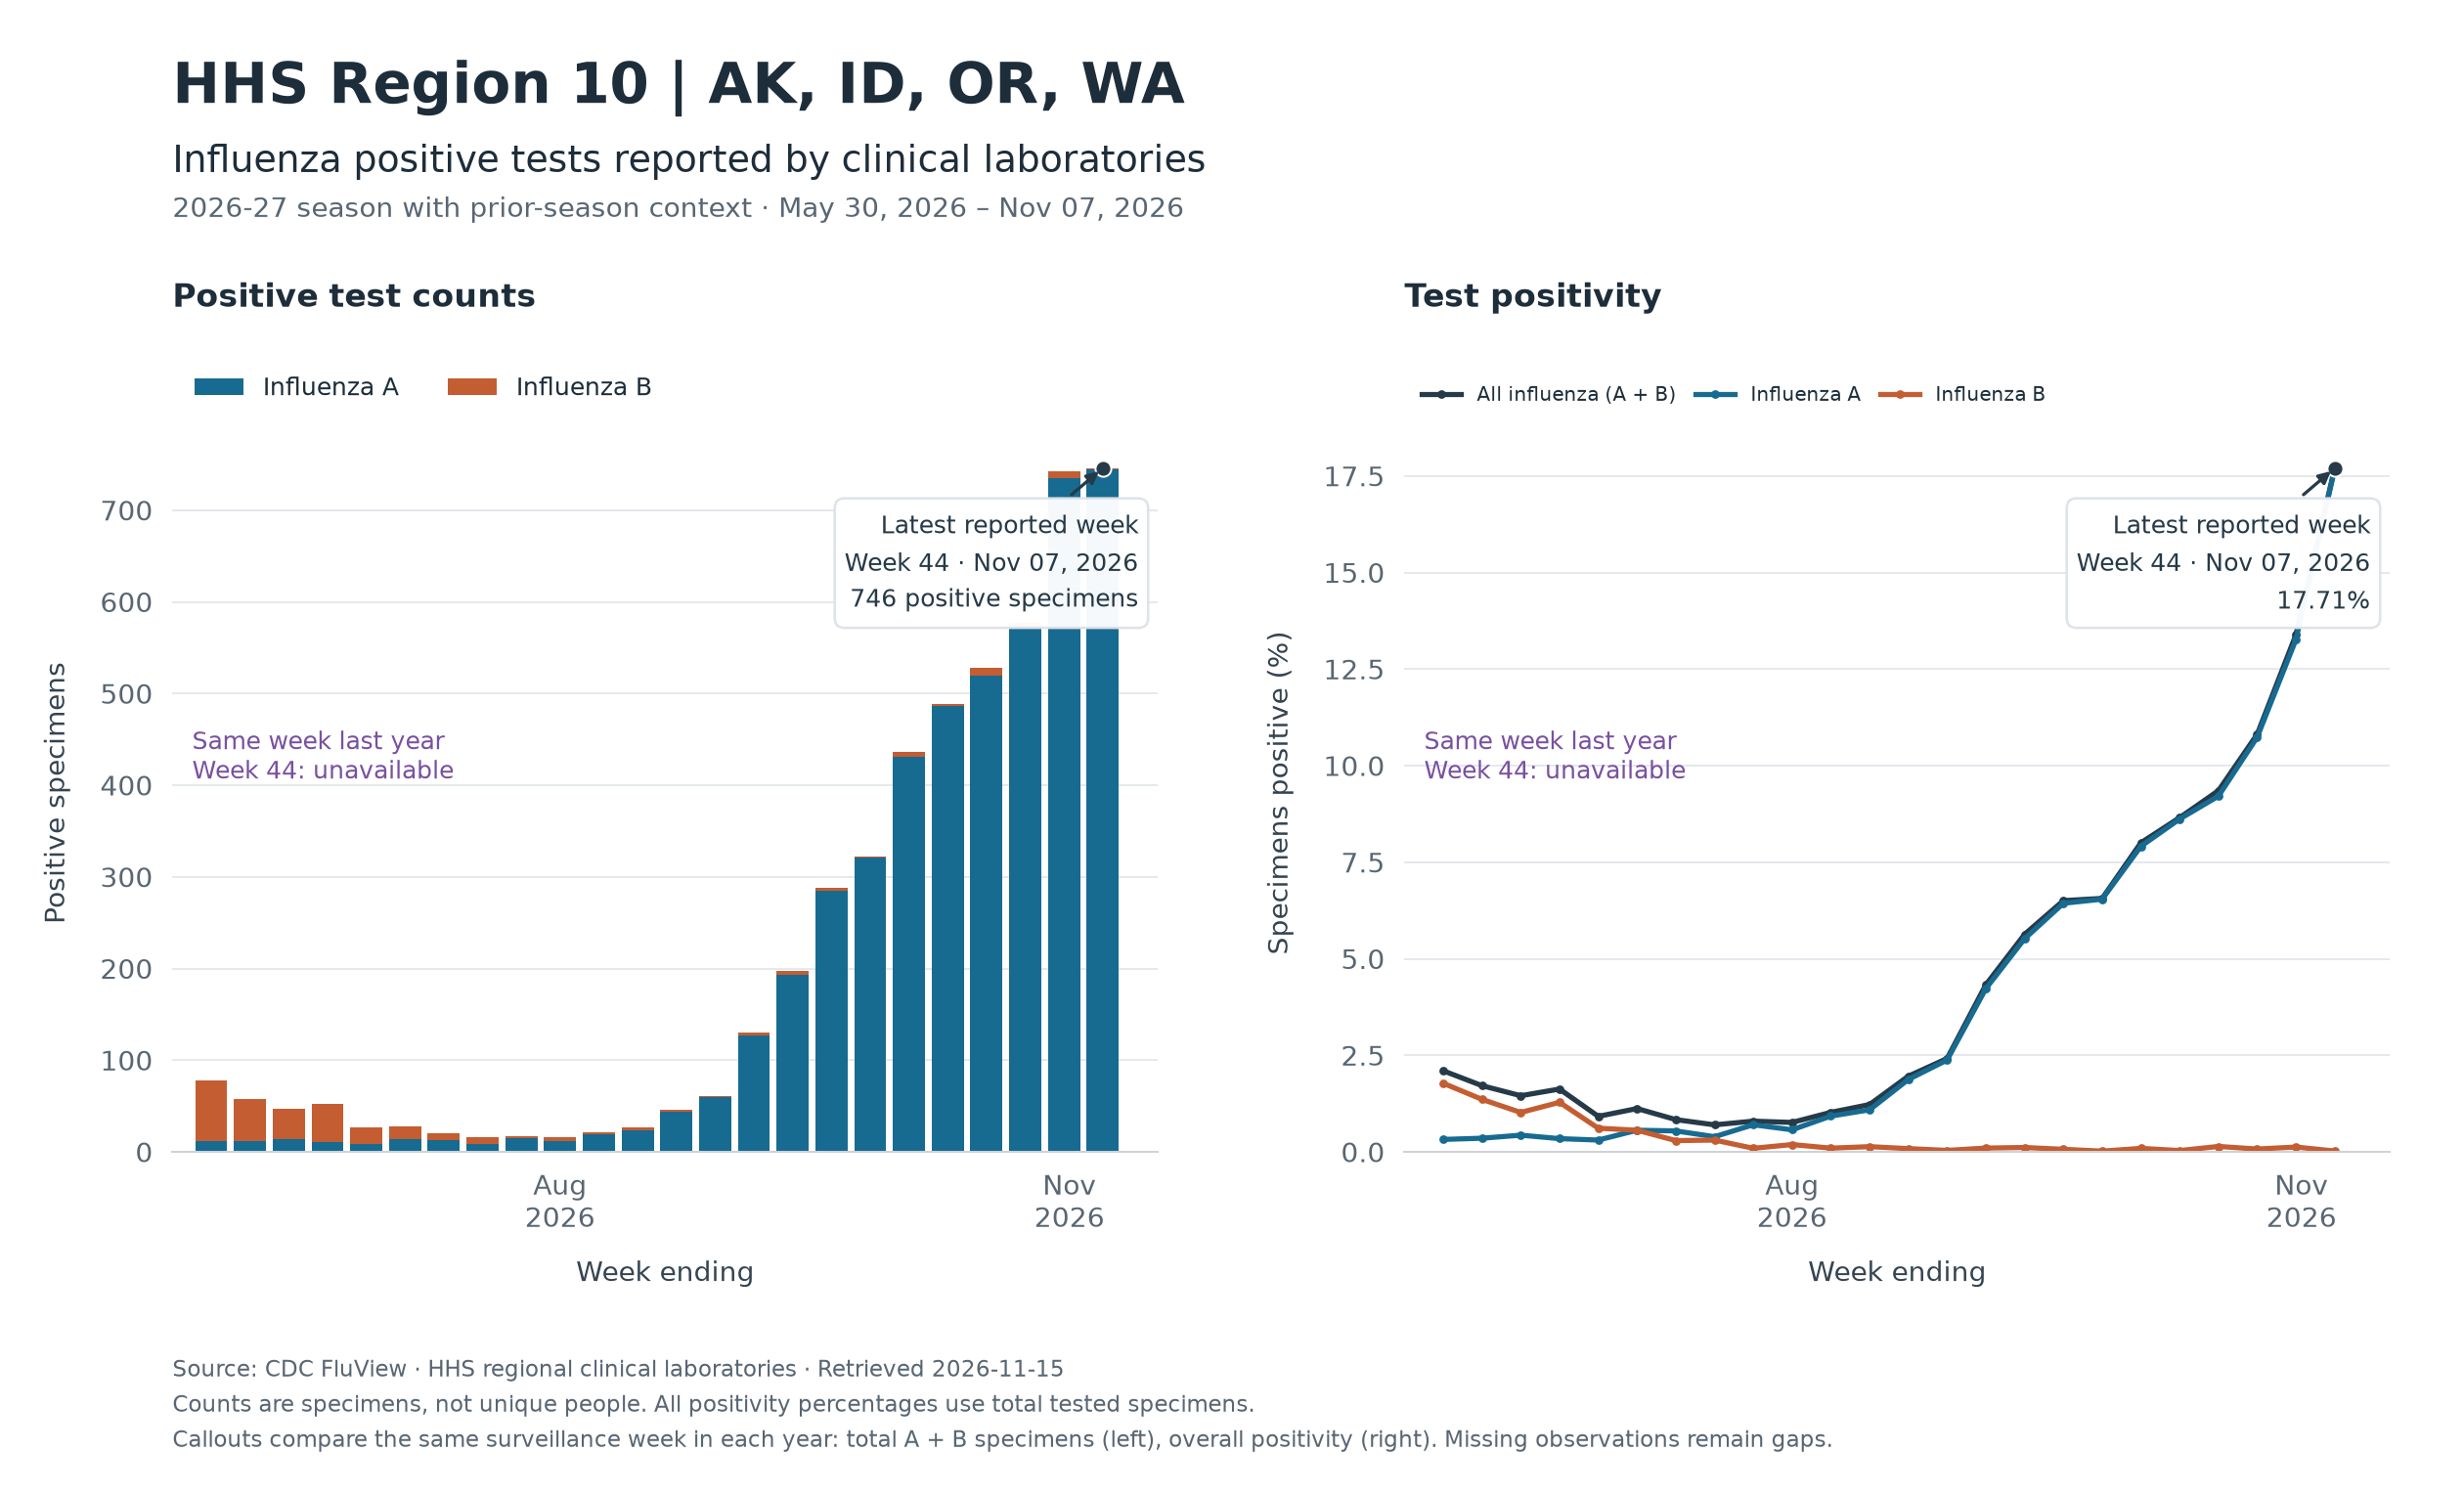 HHS Region 10 | AK, ID, OR, WA
Influenza positive tests reported by clinical laboratories
2026-27 season with prior-season context · May 30, 2026 – Nov 07, 2026
Positive test counts
Influenza A
Influenza B
Positive specimens
700
600
500
400
300
200
100
0
Latest reported week
Week 44 · Nov 07, 2026
746 positive specimens
Same week last year
Week 44: unavailable
Aug
2026
Nov
2026
Week ending
Test positivity
All influenza (A + B)
Influenza A
Influenza B
Specimens positive (%)
17.5
15.0
12.5
10.0
7.5
5.0
2.5
0.0
Latest reported week
Week 44 · Nov 07, 2026
17.71%
Same week last year
Week 44: unavailable
Aug
2026
Nov
2026
Week ending
Source: CDC FluView · HHS regional clinical laboratories · Retrieved 2026-11-15
Counts are specimens, not unique people. All positivity percentages use total tested specimens.
Callouts compare the same surveillance week in each year: total A + B specimens (left), overall positivity (right). Missing observations remain gaps.